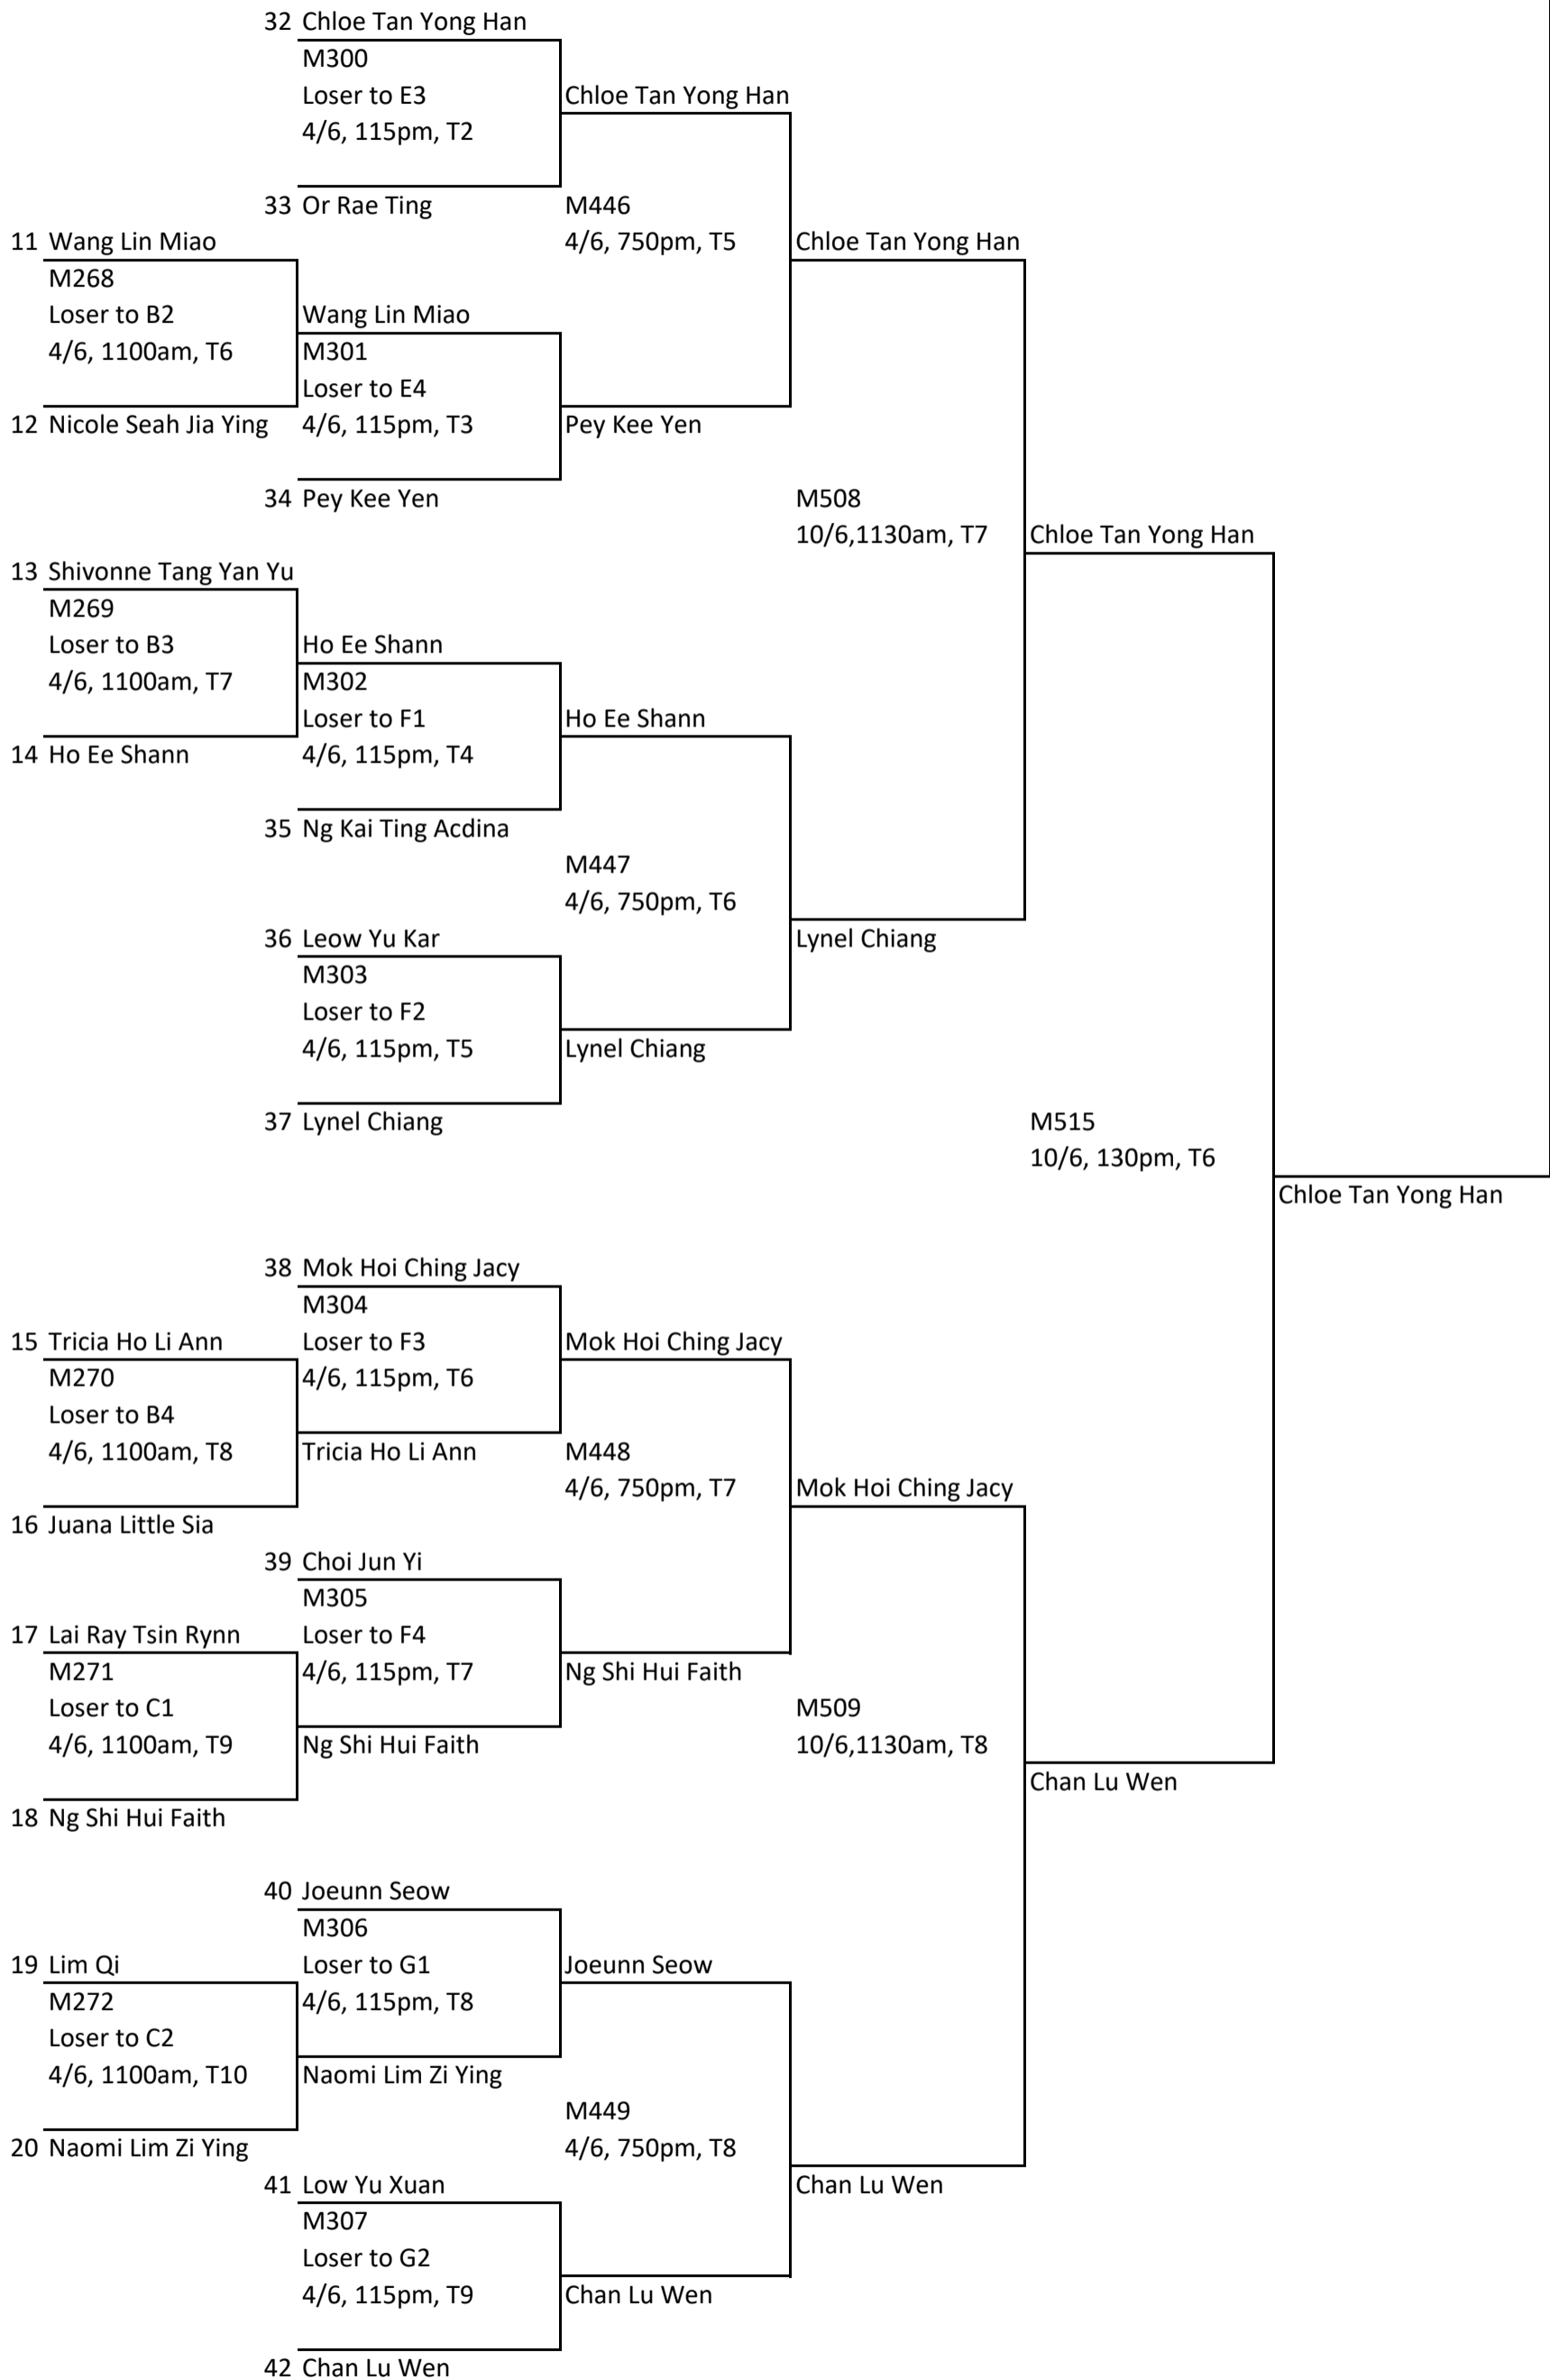 32 Chloe Tan Yong Han
M300
Loser to E3 Chloe Tan Yong Han
4/6, 115pm, T2
33 Or Rae Ting M446
11 Wang Lin Miao 4/6, 750pm, T5 Chloe Tan Yong Han
M268
Loser to B2 Wang Lin Miao
4/6, 1100am, T6 M301
Loser to E4
12 Nicole Seah Jia Ying 4/6, 115pm, T3 Pey Kee Yen
34 Pey Kee Yen M508
10/6,1130am, T7 Chloe Tan Yong Han
13 Shivonne Tang Yan Yu
M269
Loser to B3 Ho Ee Shann
4/6, 1100am, T7 M302
Loser to F1 Ho Ee Shann
14 Ho Ee Shann 4/6, 115pm, T4
35 Ng Kai Ting Acdina
M447
4/6, 750pm, T6
36 Leow Yu Kar Lynel Chiang
M303
Loser to F2
4/6, 115pm, T5 Lynel Chiang
37 Lynel Chiang M515
10/6, 130pm, T6
Chloe Tan Yong Han
38 Mok Hoi Ching Jacy
M304
15 Tricia Ho Li Ann Loser to F3 Mok Hoi Ching Jacy
M270 4/6, 115pm, T6
Loser to B4
4/6, 1100am, T8 Tricia Ho Li Ann M448
4/6, 750pm, T7 Mok Hoi Ching Jacy
16 Juana Little Sia
39 Choi Jun Yi
M305
17 Lai Ray Tsin Rynn Loser to F4
M271 4/6, 115pm, T7 Ng Shi Hui Faith
Loser to C1 M509
4/6, 1100am, T9 Ng Shi Hui Faith 10/6,1130am, T8
Chan Lu Wen
18 Ng Shi Hui Faith
40 Joeunn Seow
M306
19 Lim Qi Loser to G1 Joeunn Seow
M272 4/6, 115pm, T8
Loser to C2
4/6, 1100am, T10 Naomi Lim Zi Ying
M449
20 Naomi Lim Zi Ying 4/6, 750pm, T8
41 Low Yu Xuan Chan Lu Wen
M307
Loser to G2
4/6, 115pm, T9 Chan Lu Wen
42 Chan Lu Wen